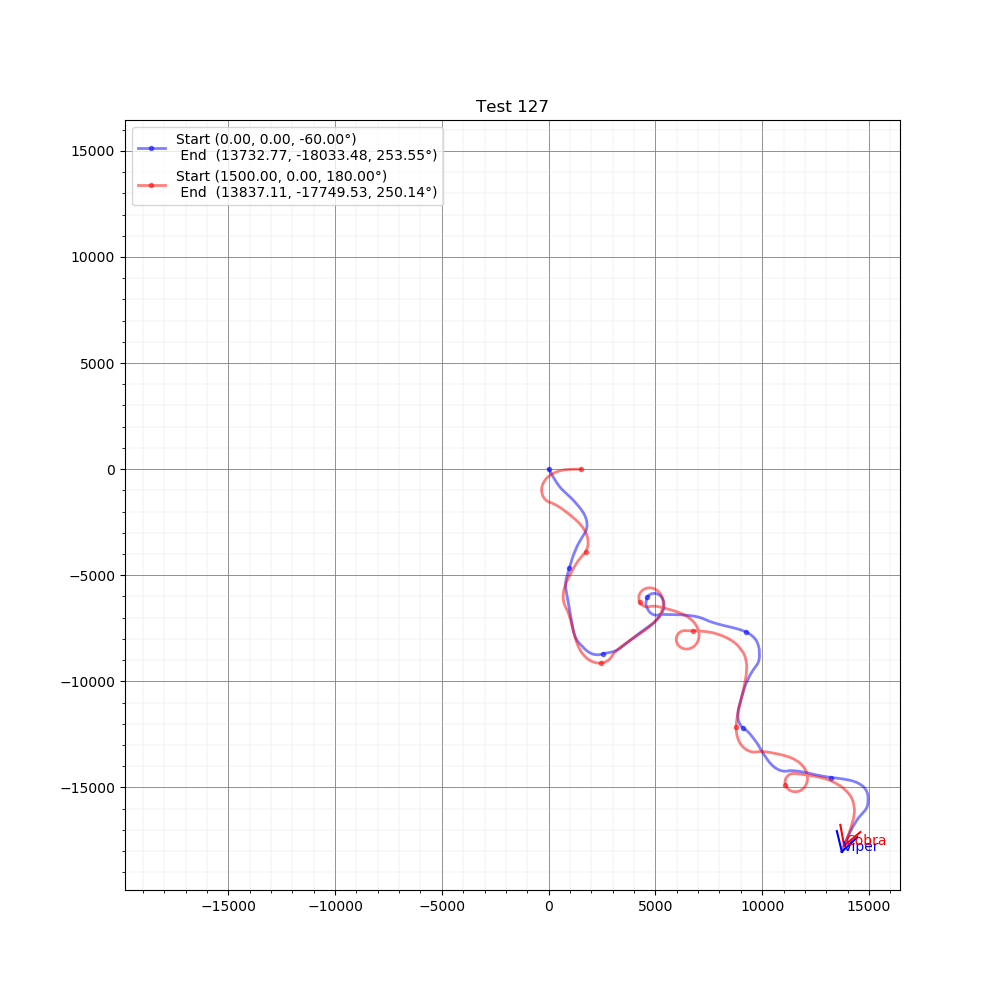 Test 127
Start (0.00, 0.00, -60.00°)
End  (13732.77, -18033.48, 253.55°)
Start (1500.00, 0.00, 180.00°)
End  (13837.11, -17749.53, 250.14°)
15000
10000
5000
0
−5000
−10000
−15000
Cobra
Viper
−15000 −10000 −5000 0 5000 10000 15000